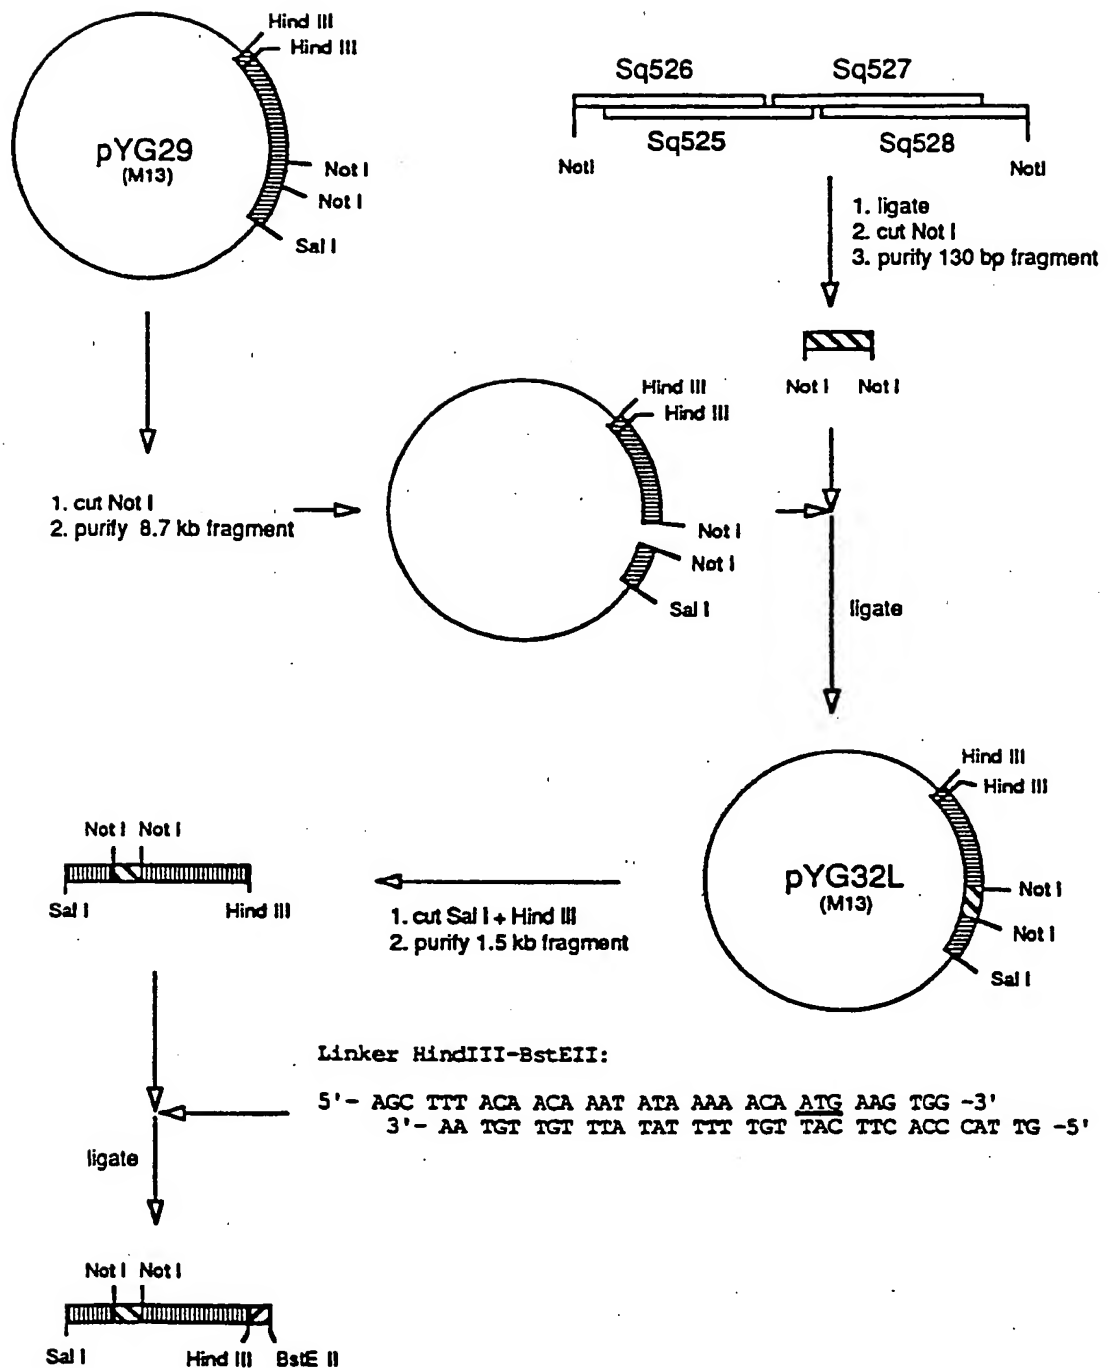 Hind III
Hind III
pYG29
(M13)
Not I
Not I
Sal I
Sq526
Sq527
Sq525
Sq528
NotI
NotI
1. ligate
2. cut Not I
3. purify 130 bp fragment
Not I
Not I
1. cut Not I
2. purify 8.7 kb fragment
Hind III
Hind III
Not I
Not I
Sal I
ligate
Hind III
Hind III
pYG32L
(M13)
Not I
Not I
Sal I
1. cut Sal I + Hind III
2. purify 1.5 kb fragment
Not I
Not I
Sal I
Hind III
Linker HindIII-BstEII:
5'- AGC TTT ACA ACA AAT ATA AAA ACA ATG AAG TGG -3'
3'- AA TGT TGT TTA TAT TTT TGT TAC TTC ACC CAT TG -5'
ligate
Not I
Not I
Sal I
Hind III
BstE II